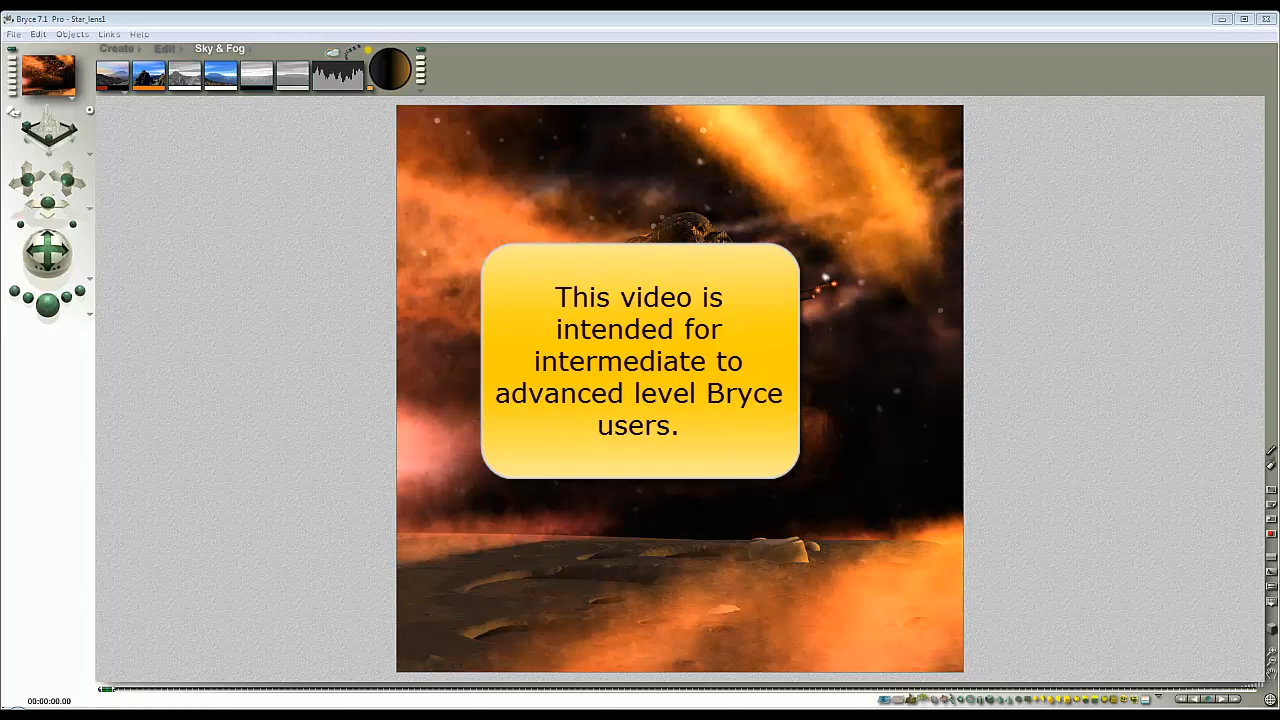 Bryce 7.1 Pro - Star_lens1
File Edit Objects Links Help
Create Edit Sky & Fog
This video is
intended for
intermediate to
advanced level Bryce
users.
00:00:00.00